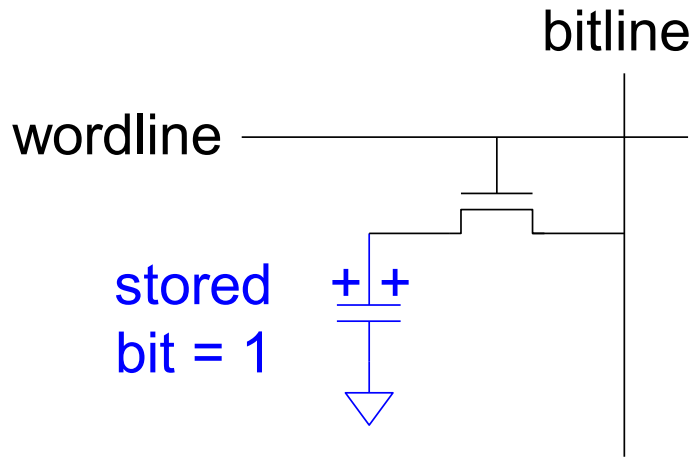 bitline
wordline
+ +
stored
bit = 1